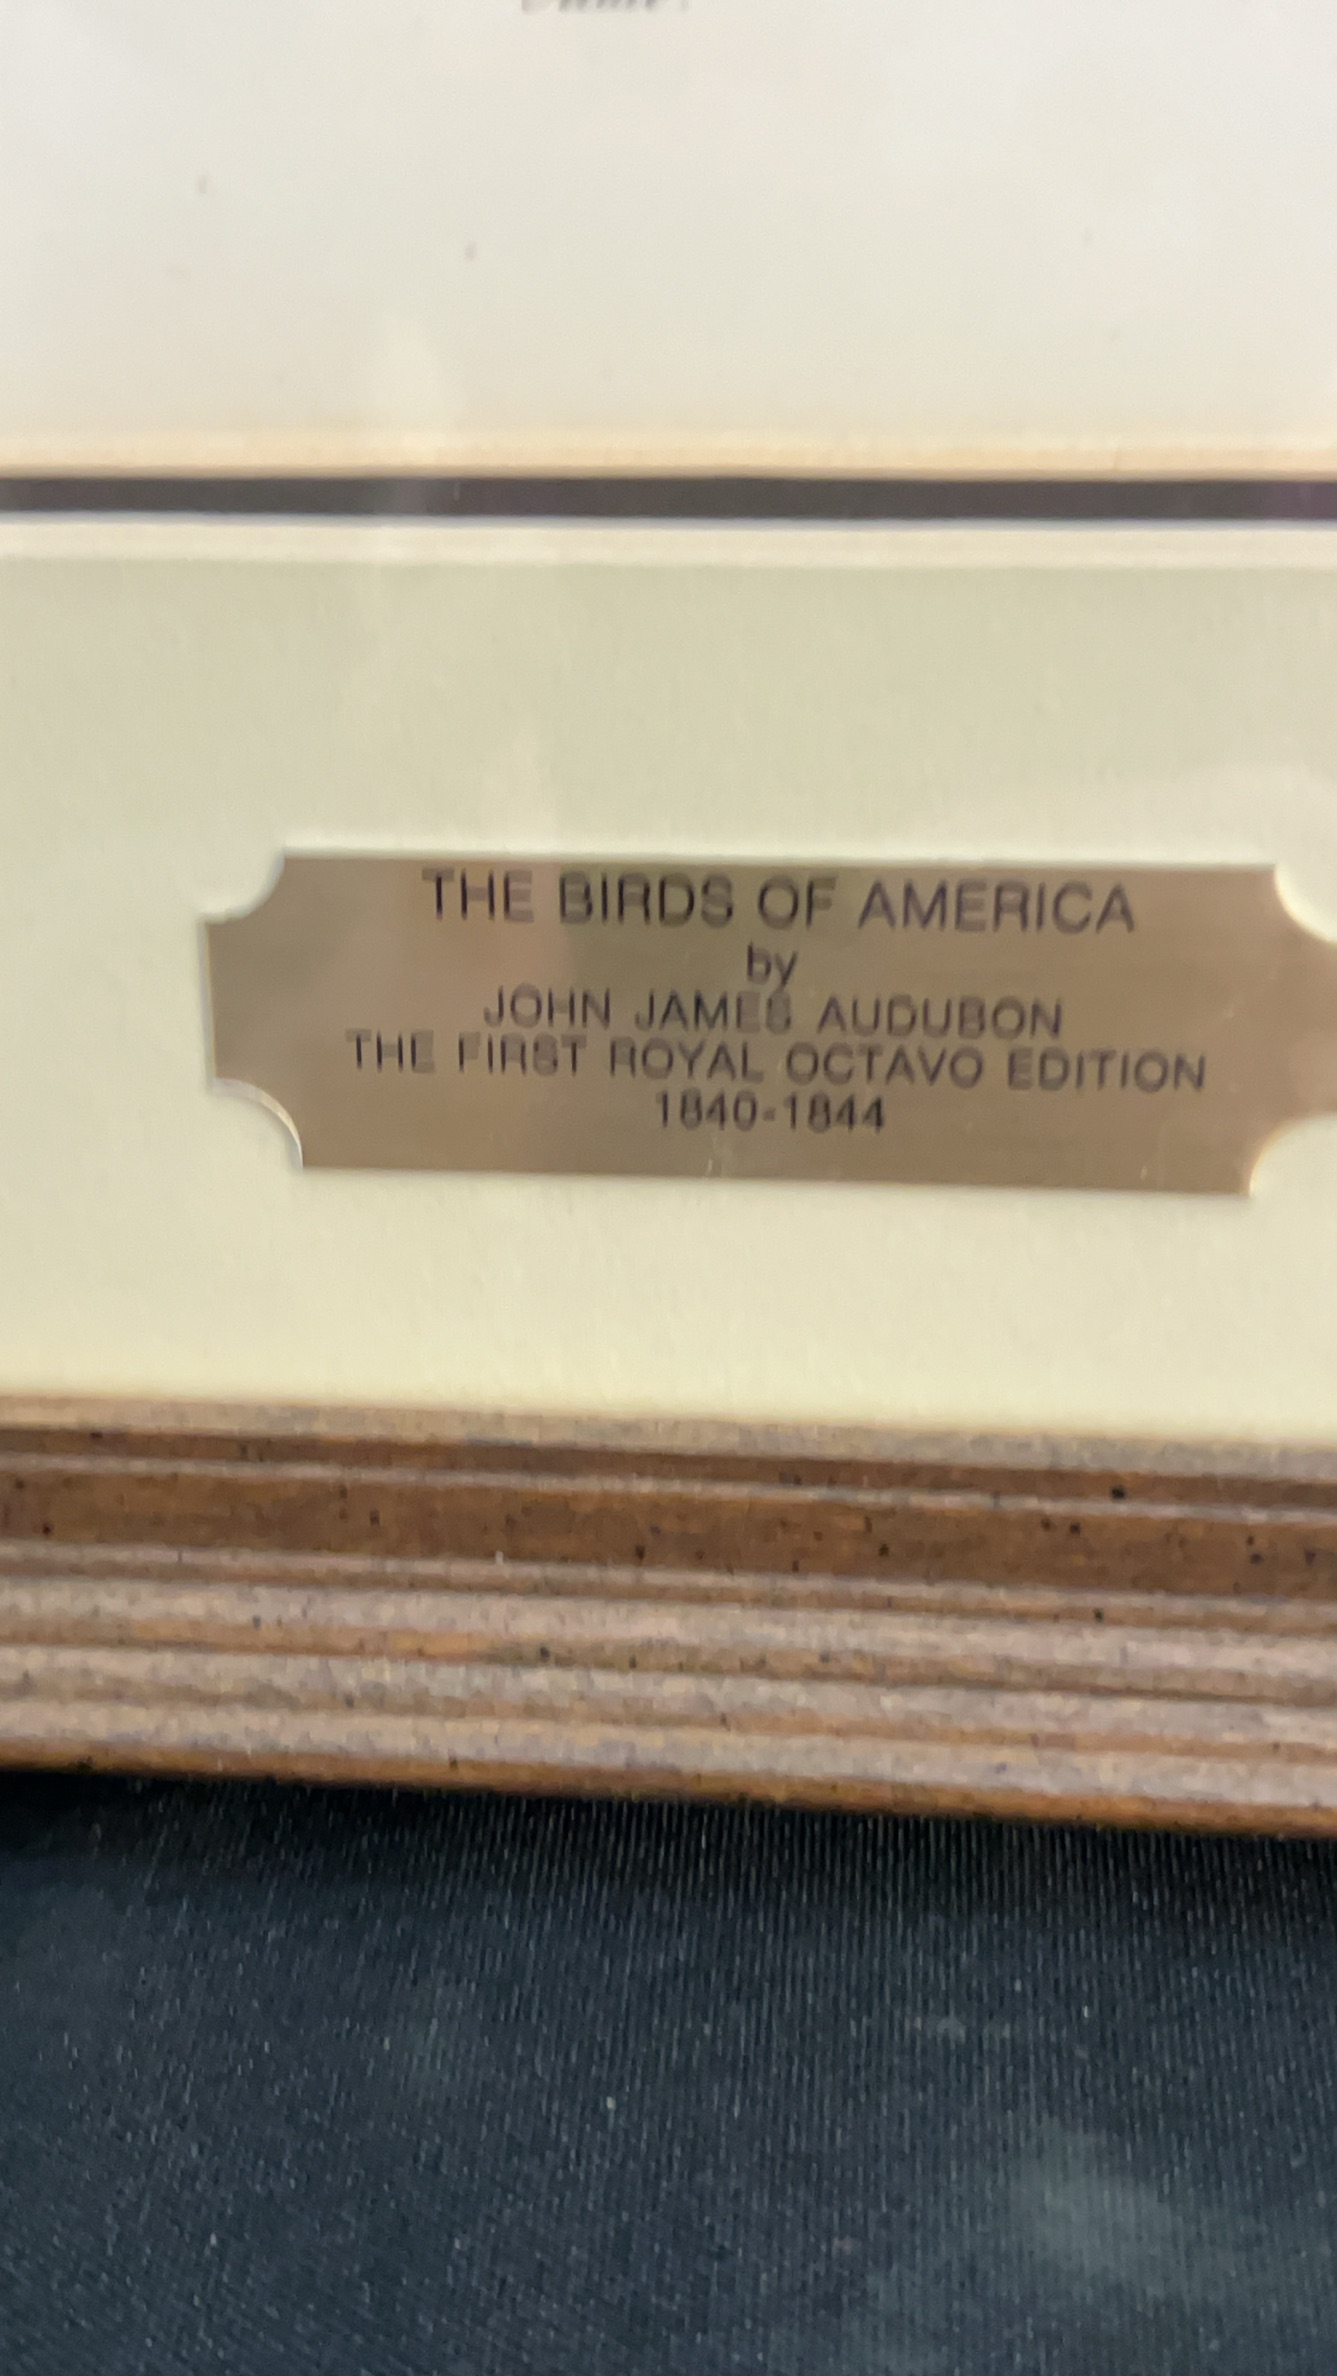 THE BIRDS OF AMERICA
by
JOHN JAMES AUDUBON
THE FIRST ROYAL OCTAVO EDITION
1840-1844